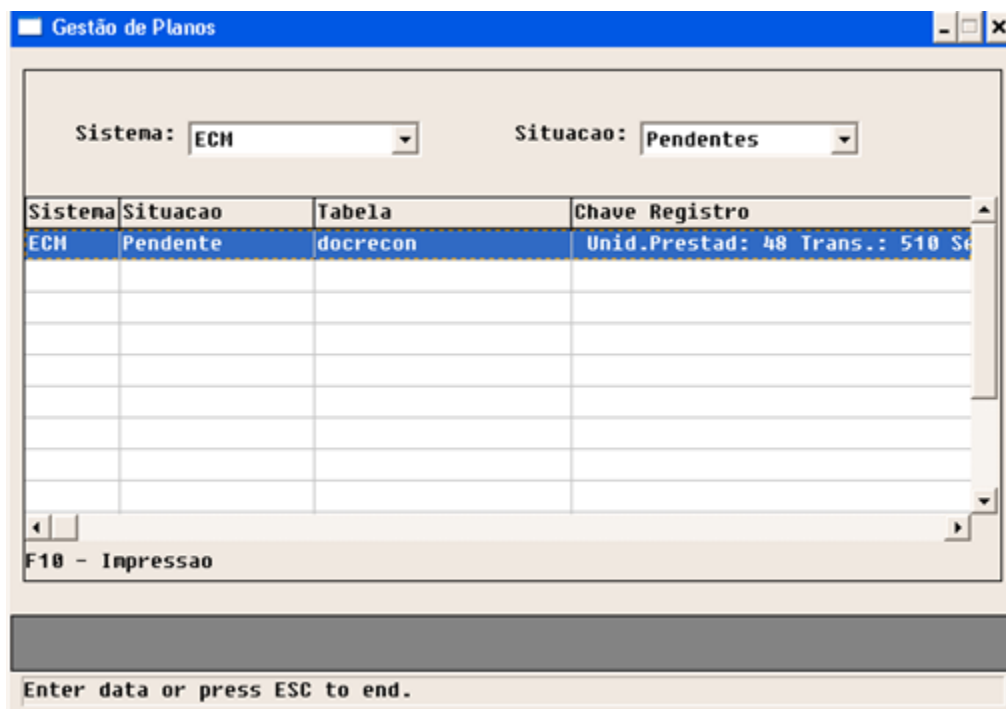 Gestão de Planos
Sistema: ECM Situacao: Pendentes
Sistema Situacao Tabela Chave Registro
ECM Pendente docrecon Unid.Prestad: 48 Trans.: 510 Se
F10 - Impressao
Enter data or press ESC to end.